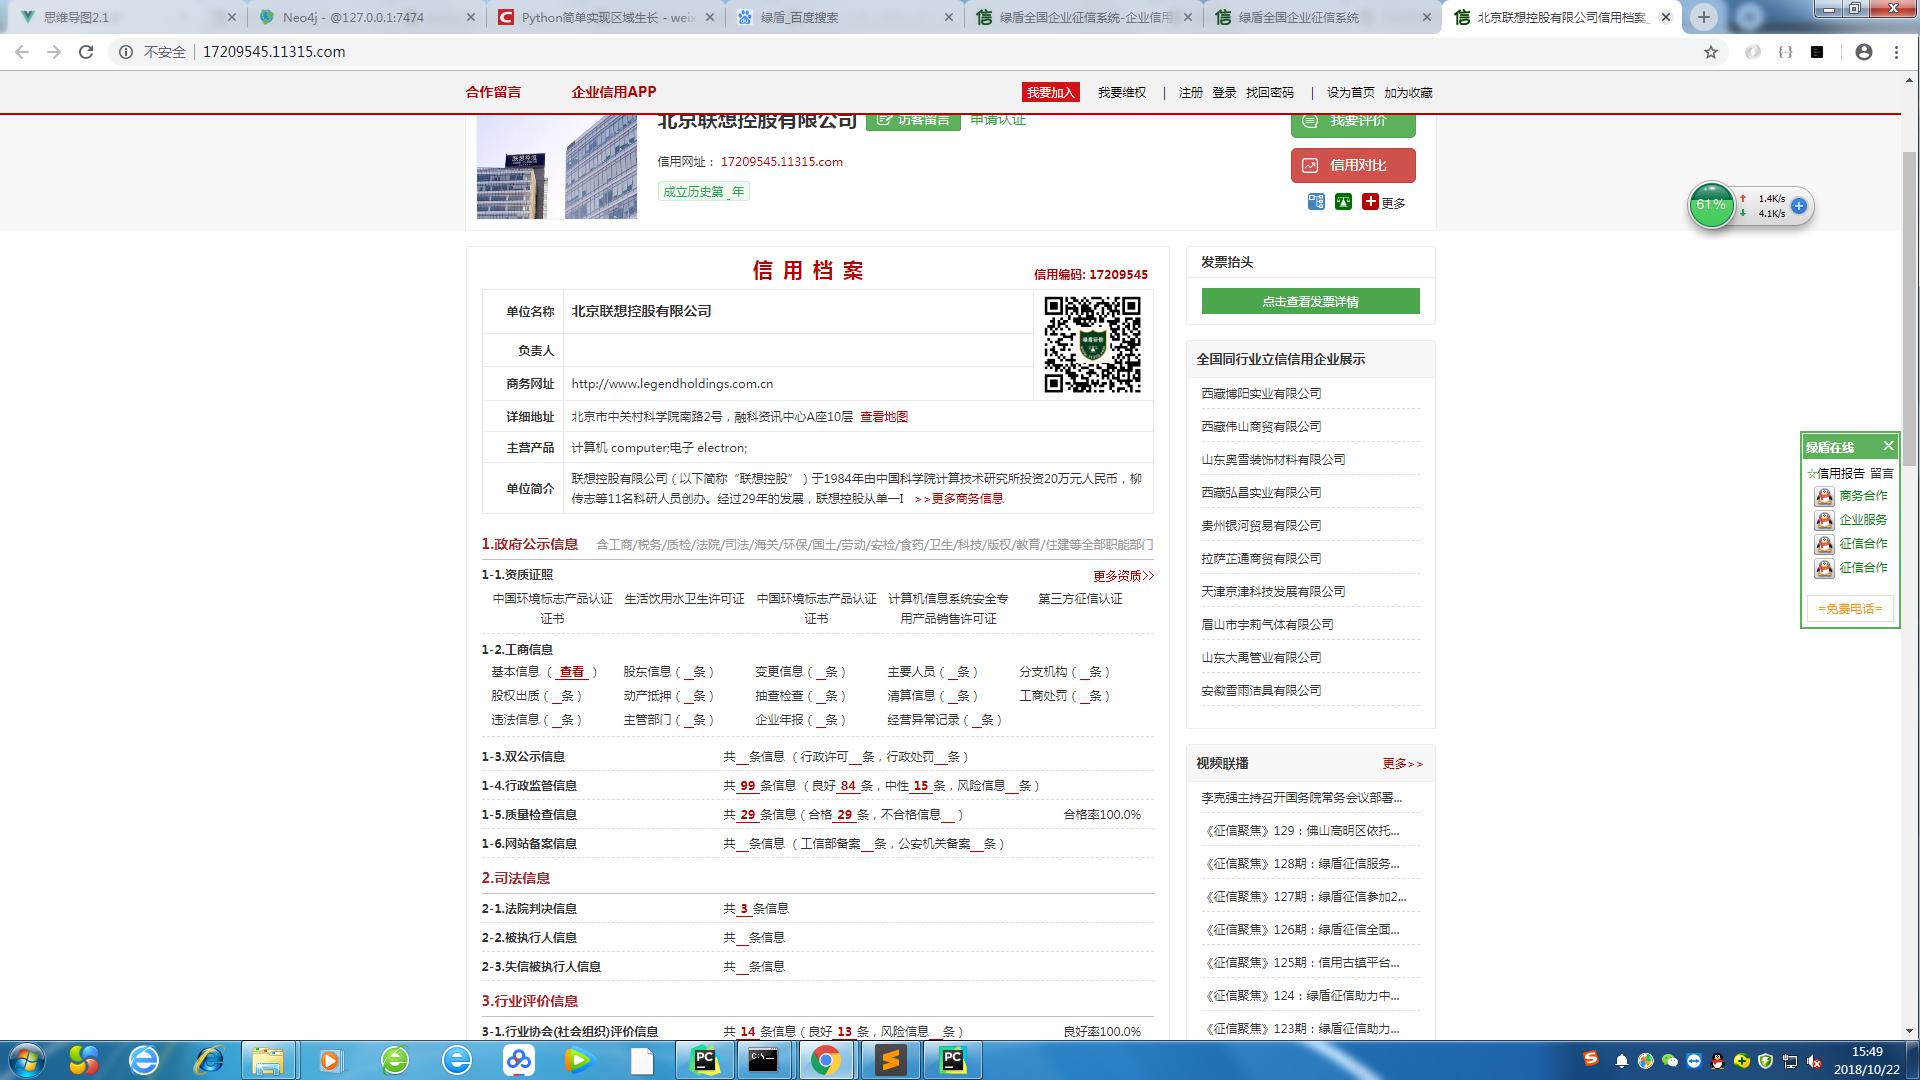 思维导图2.1
Neo4j - @127.0.0.1:7474
Python简单实现区域生长 - weix
绿盾_百度搜索
绿盾全国企业征信系统-企业信用
绿盾全国企业征信系统
北京联想控股有限公司信用档案_
不安全 | 17209545.11315.com
合作留言 企业信用APP 我要加入 我要维权 | 注册 登录 找回密码 | 设为首页 加为收藏
北京联想控股有限公司 访客留言 申请认证
我要评价
联想控股
信用网址： 17209545.11315.com
信用对比
成立历史第_年
更多
61% 1.4K/s
4.1K/s
信 用 档 案
信用编码: 17209545
单位名称 北京联想控股有限公司
绿盾征信
负责人
商务网址 http://www.legendholdings.com.cn
详细地址 北京市中关村科学院南路2号，融科资讯中心A座10层 查看地图
主营产品 计算机 computer;电子 electron;
单位简介 联想控股有限公司（以下简称“联想控股”）于1984年由中国科学院计算技术研究所投资20万元人民币，柳
传志等11名科研人员创办。经过29年的发展，联想控股从单一I >>更多商务信息
1.政府公示信息 含工商/税务/质检/法院/司法/海关/环保/国土/劳动/安检/食药/卫生/科技/版权/教育/住建等全部职能部门
1-1.资质证照 更多资质>>
中国环境标志产品认证证书 生活饮用水卫生许可证 中国环境标志产品认证证书 计算机信息系统安全专用产品销售许可证 第三方征信认证
1-2.工商信息
基本信息（ 查看 ） 股东信息（__条） 变更信息（__条） 主要人员（__条） 分支机构（__条）
股权出质（__条） 动产抵押（__条） 抽查检查（__条） 清算信息（__条） 工商处罚（__条）
违法信息（__条） 主管部门（__条） 企业年报（__条） 经营异常记录（__条）
1-3.双公示信息 共__条信息（行政许可__条，行政处罚__条）
1-4.行政监管信息 共 99 条信息（良好 84 条，中性 15 条，风险信息__条）
1-5.质量检查信息 共 29 条信息（合格 29 条，不合格信息__） 合格率100.0%
1-6.网站备案信息 共__条信息（工信部备案__条，公安机关备案__条）
2.司法信息
2-1.法院判决信息 共 3 条信息
2-2.被执行人信息 共__条信息
2-3.失信被执行人信息 共__条信息
3.行业评价信息
3-1.行业协会(社会组织)评价信息 共 14 条信息（良好 13 条，风险信息__条） 良好率100.0%
发票抬头
点击查看发票详情
全国同行业立信信用企业展示
西藏博阳实业有限公司
西藏伟山商贸有限公司
山东奥雪装饰材料有限公司
西藏弘昌实业有限公司
贵州银河贸易有限公司
拉萨芷通商贸有限公司
天津京津科技发展有限公司
眉山市宇莉气体有限公司
山东大禹管业有限公司
安徽雪雨洁具有限公司
视频联播 更多>>
李克强主持召开国务院常务会议部署...
《征信聚焦》129：佛山高明区依托...
《征信聚焦》128期：绿盾征信服务...
《征信聚焦》127期：绿盾征信参加2...
《征信聚焦》126期：绿盾征信全面...
《征信聚焦》125期：信用古镇平台...
《征信聚焦》124：绿盾征信助力中...
《征信聚焦》123期：绿盾征信助力...
绿盾在线
☆信用报告 留言
商务合作
企业服务
征信合作
征信合作
=免费电话=
15:49
2018/10/22